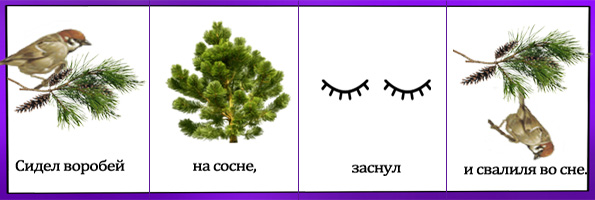 Сидел воробей
на сосне,
заснул
и свалиля во сне.